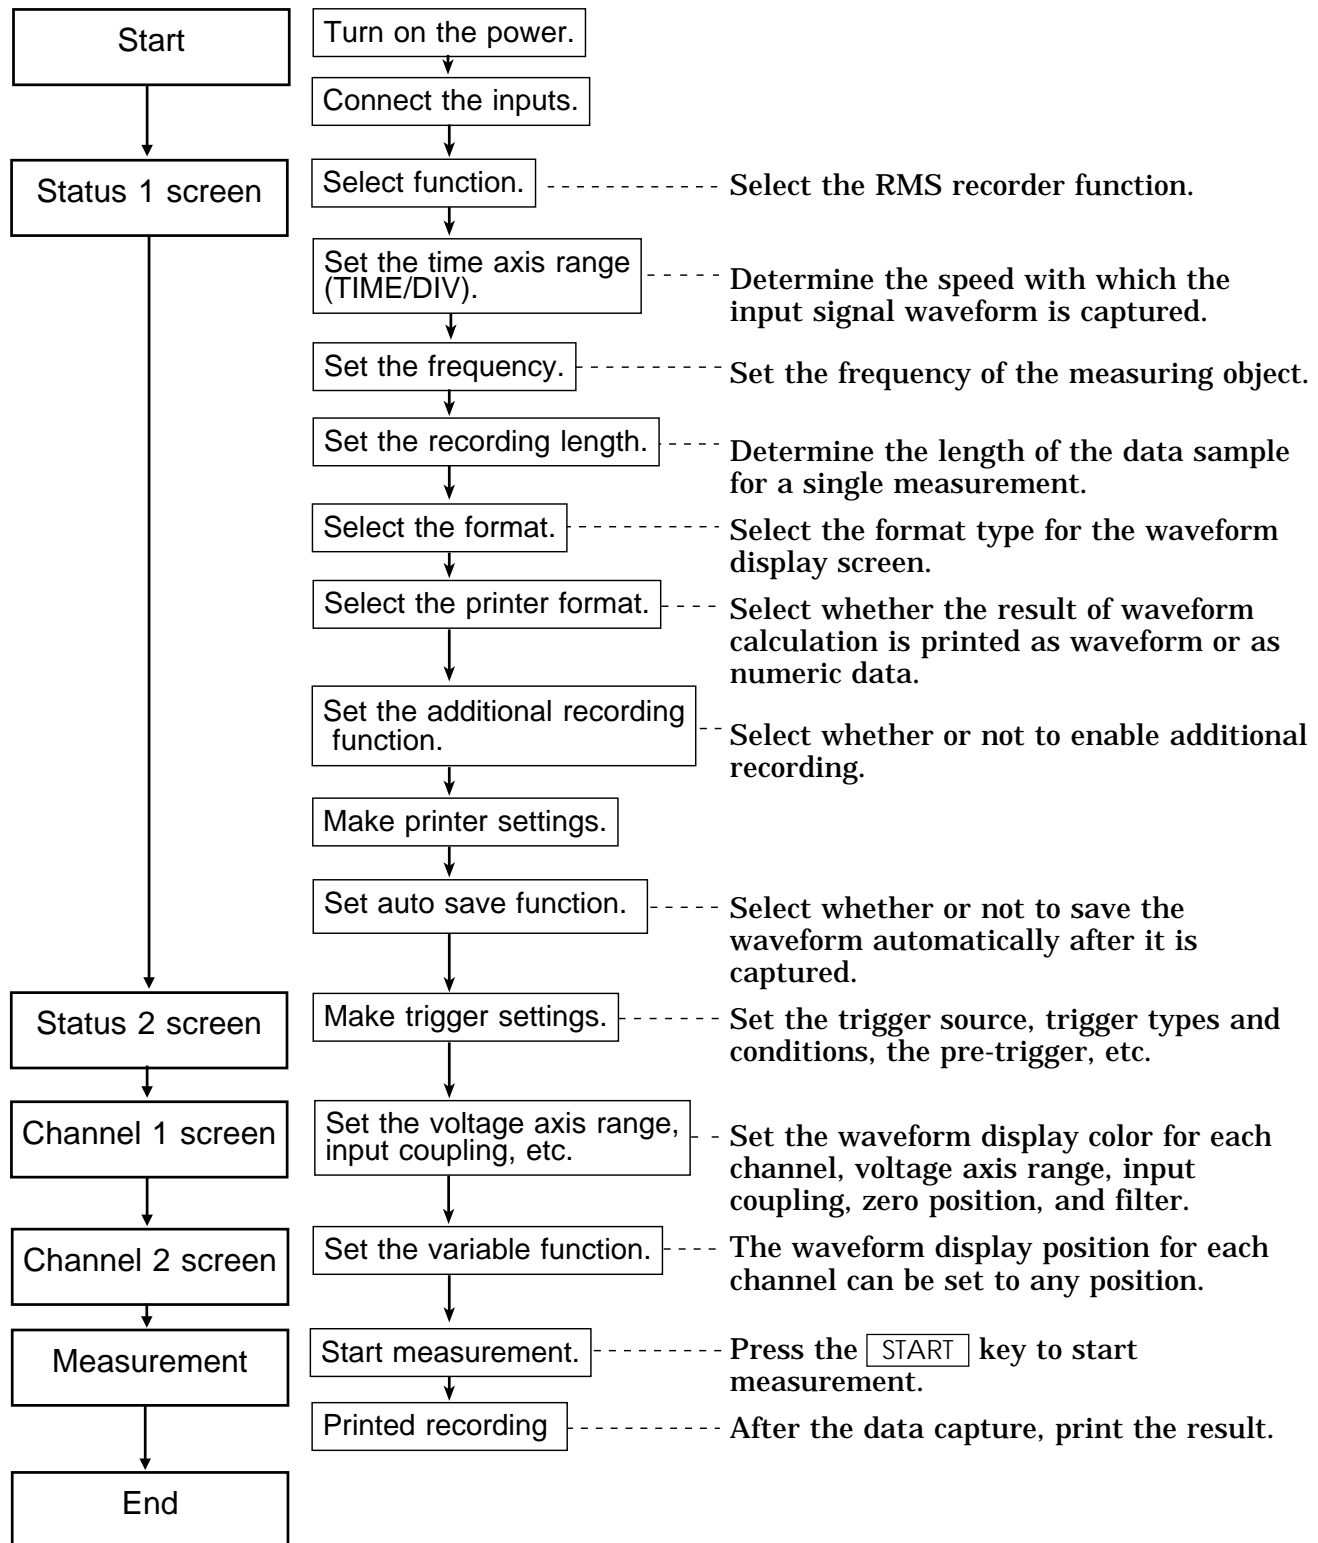 Start
Turn on the power.
Connect the inputs.
Status 1 screen
Select function.
Select the RMS recorder function.
Set the time axis range
(TIME/DIV).
Determine the speed with which the
input signal waveform is captured.
Set the frequency.
Set the frequency of the measuring object.
Set the recording length.
Determine the length of the data sample
for a single measurement.
Select the format.
Select the format type for the waveform
display screen.
Select the printer format.
Select whether the result of waveform
calculation is printed as waveform or as
numeric data.
Set the additional recording
function.
Select whether or not to enable additional
recording.
Make printer settings.
Set auto save function.
Select whether or not to save the
waveform automatically after it is
captured.
Status 2 screen
Make trigger settings.
Set the trigger source, trigger types and
conditions, the pre-trigger, etc.
Channel 1 screen
Set the voltage axis range,
input coupling, etc.
Set the waveform display color for each
channel, voltage axis range, input
coupling, zero position, and filter.
Channel 2 screen
Set the variable function.
The waveform display position for each
channel can be set to any position.
Measurement
Start measurement.
Press the START key to start
measurement.
Printed recording
After the data capture, print the result.
End